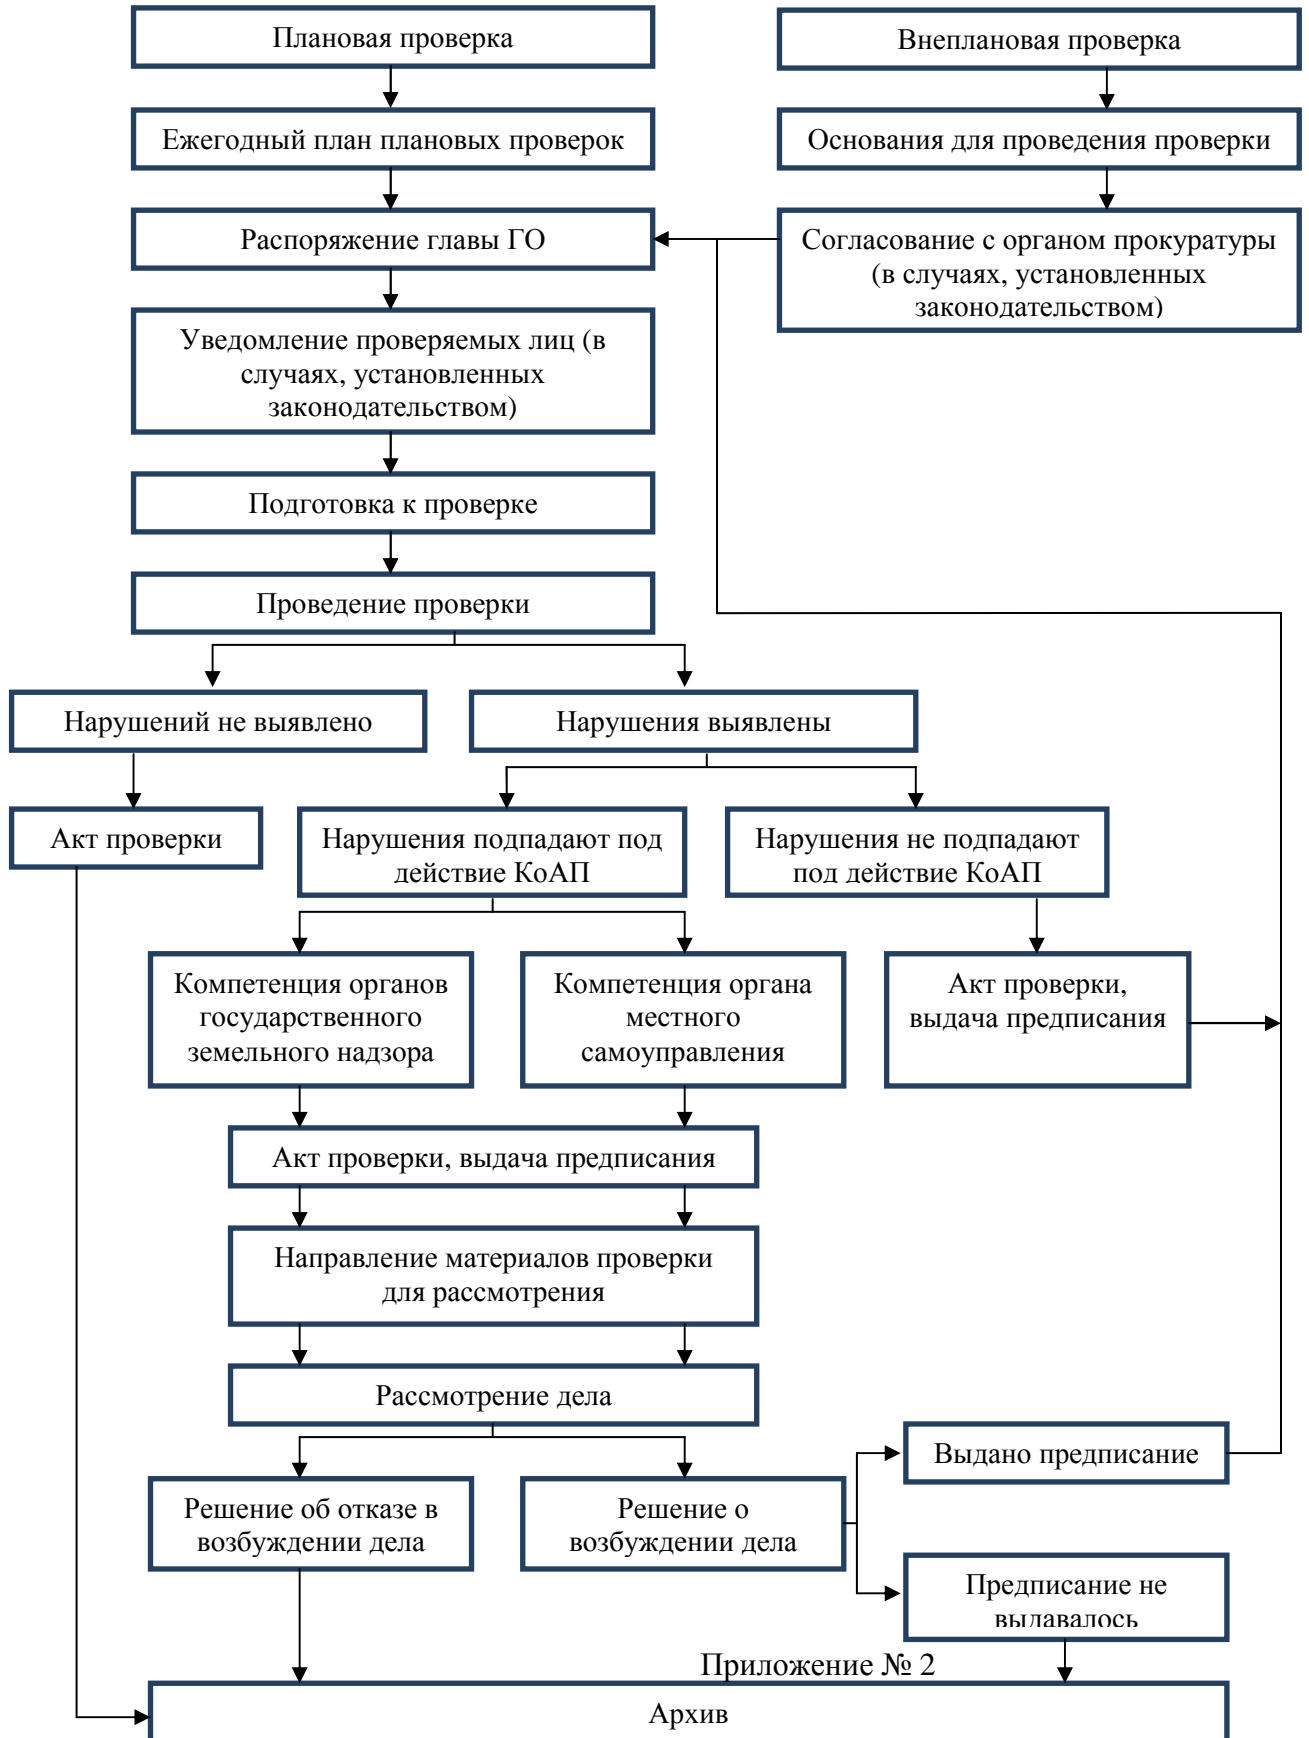 Плановая проверка
Внеплановая проверка
Ежегодный план плановых проверок
Основания для проведения проверки
Распоряжение главы ГО
Согласование с органом прокуратуры
(в случаях, установленных
законодательством)
Уведомление проверяемых лиц (в
случаях, установленных
законодательством)
Подготовка к проверке
Проведение проверки
Нарушений не выявлено
Нарушения выявлены
Акт проверки
Нарушения подпадают под
действие КоАП
Нарушения не подпадают
под действие КоАП
Компетенция органов
государственного
земельного надзора
Компетенция органа
местного
самоуправления
Акт проверки,
выдача предписания
Акт проверки, выдача предписания
Направление материалов проверки
для рассмотрения
Рассмотрение дела
Выдано предписание
Решение об отказе в
возбуждении дела
Решение о
возбуждении дела
Предписание не
выдавалось
Приложение № 2
Архив